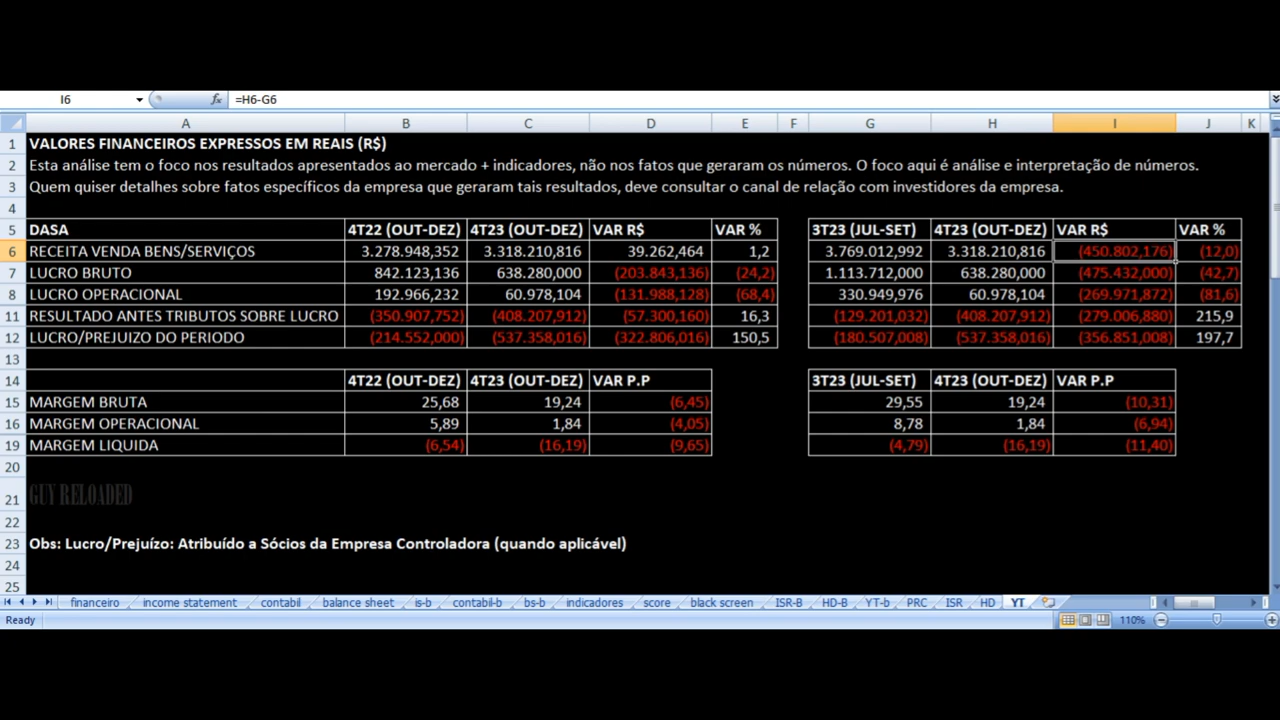 I6 fx =H6-G6
A B C D E F G H I J K
1 VALORES FINANCEIROS EXPRESSOS EM REAIS (R$)
2 Esta análise tem o foco nos resultados apresentados ao mercado + indicadores, não nos fatos que geraram os números. O foco aqui é análise e interpretação de números.
3 Quem quiser detalhes sobre fatos específicos da empresa que geraram tais resultados, deve consultar o canal de relação com investidores da empresa.
4
5 DASA 4T22 (OUT-DEZ) 4T23 (OUT-DEZ) VAR R$ VAR % 3T23 (JUL-SET) 4T23 (OUT-DEZ) VAR R$ VAR %
6 RECEITA VENDA BENS/SERVIÇOS 3.278.948,352 3.318.210,816 39.262,464 1,2 3.769.012,992 3.318.210,816 (450.802,176) (12,0)
7 LUCRO BRUTO 842.123,136 638.280,000 (203.843,136) (24,2) 1.113.712,000 638.280,000 (475.432,000) (42,7)
8 LUCRO OPERACIONAL 192.966,232 60.978,104 (131.988,128) (68,4) 330.949,976 60.978,104 (269.971,872) (81,6)
11 RESULTADO ANTES TRIBUTOS SOBRE LUCRO (350.907,752) (408.207,912) (57.300,160) 16,3 (129.201,032) (408.207,912) (279.006,880) 215,9
12 LUCRO/PREJUIZO DO PERIODO (214.552,000) (537.358,016) (322.806,016) 150,5 (180.507,008) (537.358,016) (356.851,008) 197,7
13
14 4T22 (OUT-DEZ) 4T23 (OUT-DEZ) VAR P.P 3T23 (JUL-SET) 4T23 (OUT-DEZ) VAR P.P
15 MARGEM BRUTA 25,68 19,24 (6,45) 29,55 19,24 (10,31)
16 MARGEM OPERACIONAL 5,89 1,84 (4,05) 8,78 1,84 (6,94)
19 MARGEM LIQUIDA (6,54) (16,19) (9,65) (4,79) (16,19) (11,40)
20
21 GUY RELOADED
22
23 Obs: Lucro/Prejuízo: Atribuído a Sócios da Empresa Controladora (quando aplicável)
24
25
financeiro income statement contabil balance sheet is-b contabil-b bs-b indicadores score black screen ISR-B HD-B YT-b PRC ISR HD YT
Ready 110%